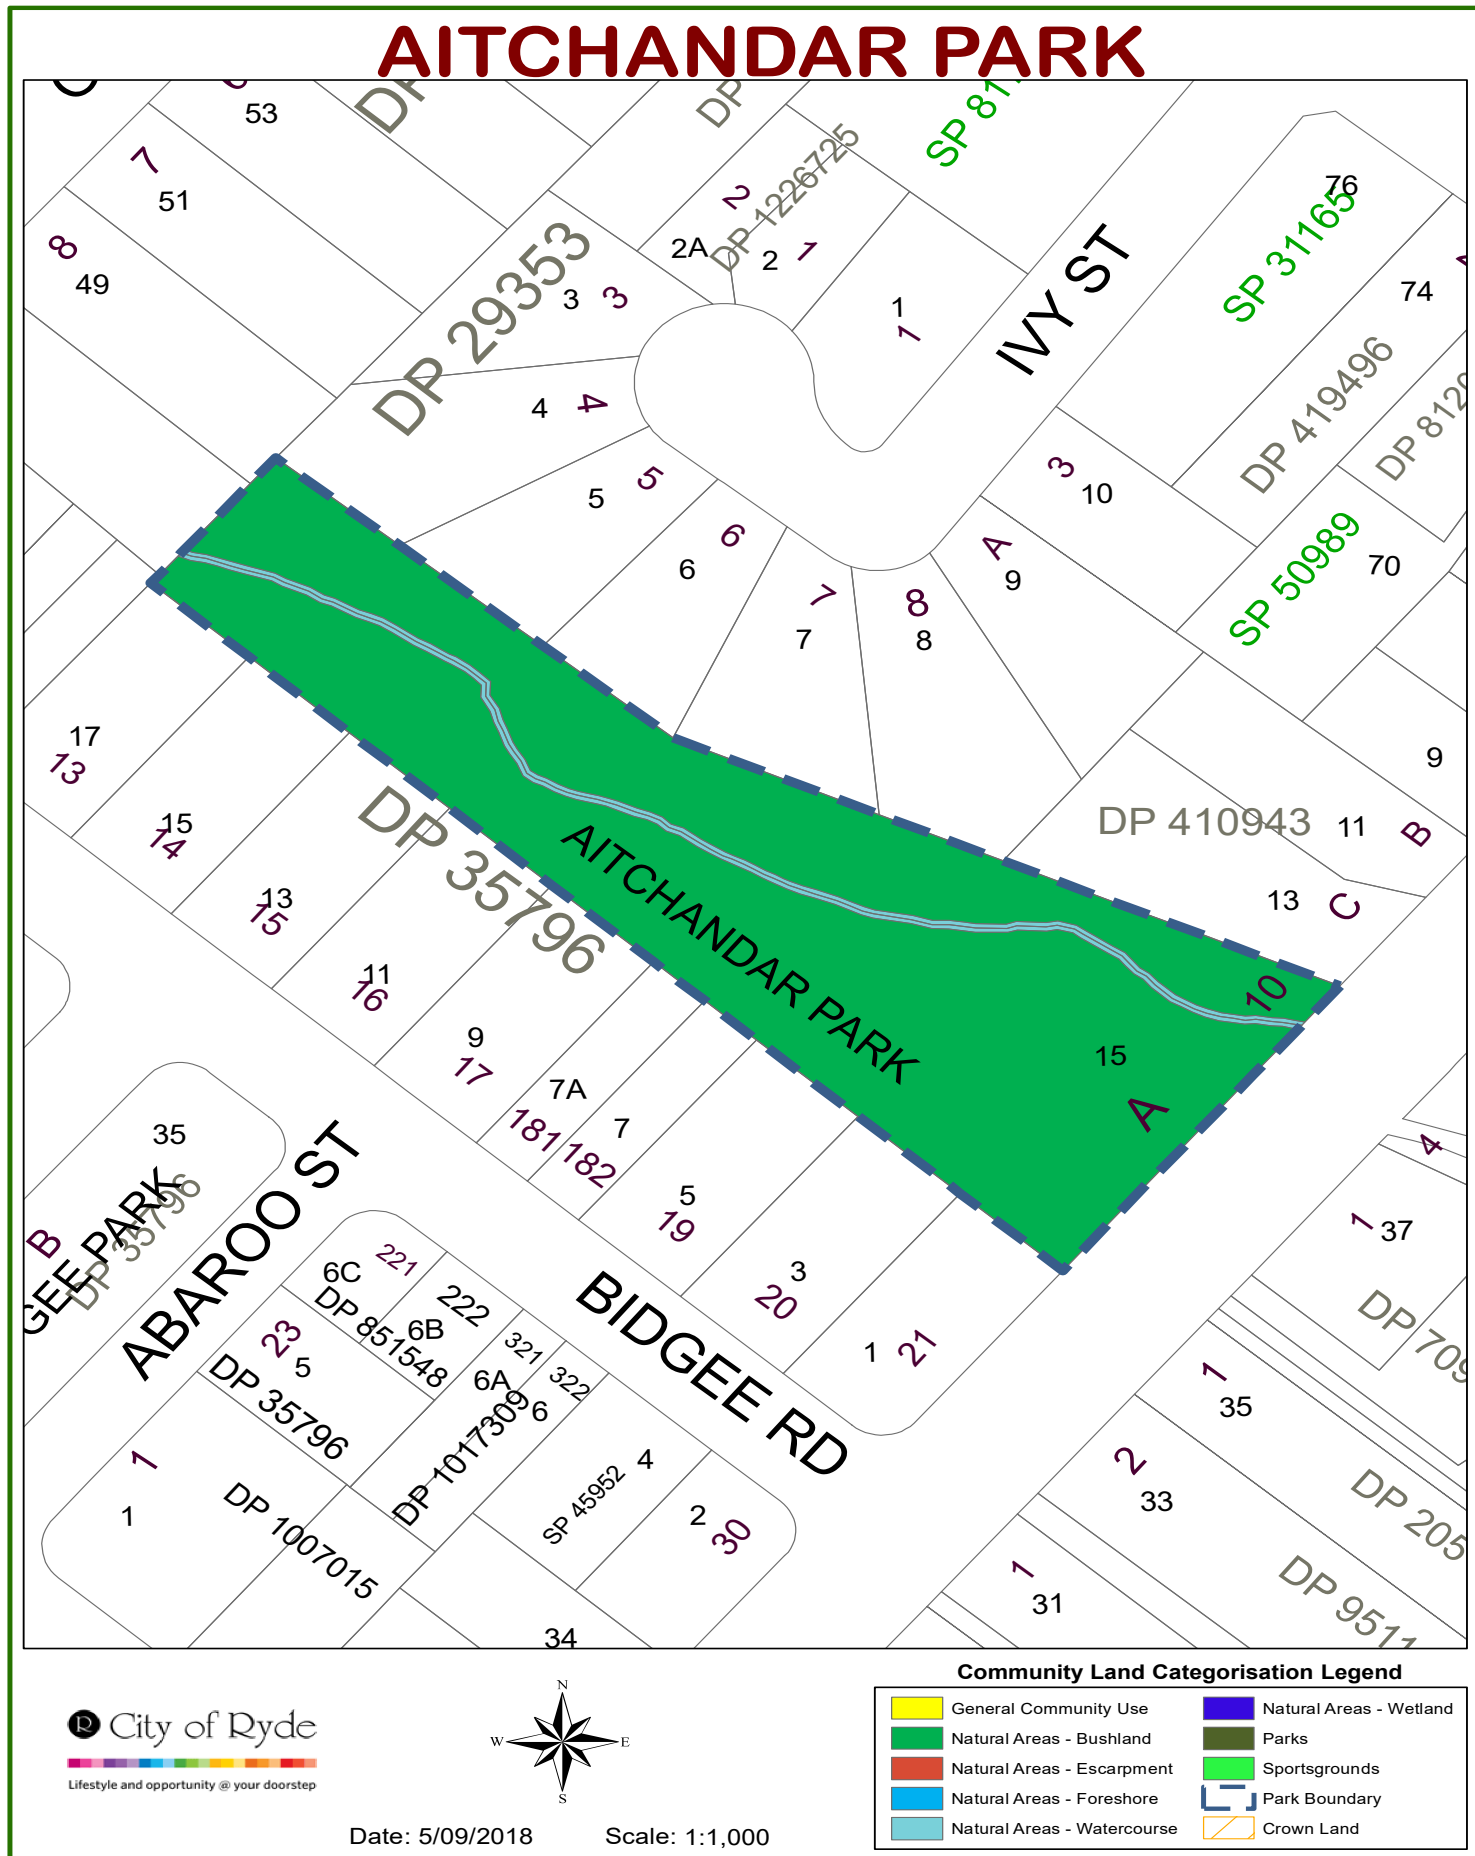 AITCHANDAR PARK
53
DP
DP
SP 81
7
51
2
DP 1226725
76
SP 31165
8
49
2A
2
1
IVY ST
74
DP 29353
3
3
1
1
DP 419496
DP 812
4
4
5
5
6
6
3
10
A
9
SP 50989
70
7
7
8
8
17
13
9
15
14
DP 35796
AITCHANDAR PARK
DP 410943
11
B
13
15
13
C
11
16
10
9
17
15
A
7A
181
7
182
35
DP 35796
GEE PARK
B
ABAROO ST
4
1
37
5
19
6C
221
222
DP 851548
6B
3
20
BIDGEE RD
DP 709
23
5
321
322
6A
6
1
21
DP 35796
DP 1017309
1
35
1
1
DP 1007015
SP 45952
4
2
30
2
33
DP 205
1
31
DP 9511
34
Community Land Categorisation Legend
General Community Use
Natural Areas - Bushland
Natural Areas - Escarpment
Natural Areas - Foreshore
Natural Areas - Watercourse
Natural Areas - Wetland
Parks
Sportsgrounds
Park Boundary
Crown Land
R City of Ryde
Lifestyle and opportunity @ your doorstep
N
W
E
S
Date: 5/09/2018
Scale: 1:1,000